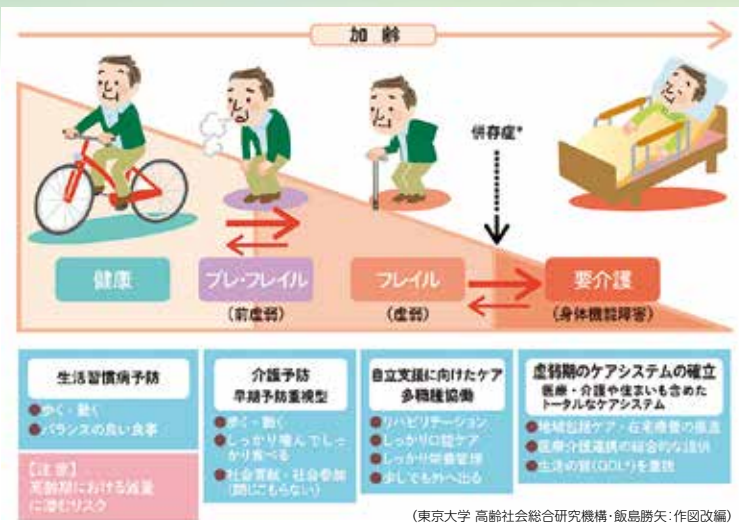 加齢
併存症*
健康
プレ・フレイル
(前虚弱)
フレイル
(虚弱)
要介護
(身体機能障害)
生活習慣病予防
●歩く・動く
●バランスの良い食事
【注意】
高齢期における減量
に潜むリスク
介護予防
早期予防重視型
●歩く・動く
●しっかり噛んでしっ
かり食べる
●社会貢献・社会参加
(閉じこもらない)
自立支援に向けたケア
多職種協働
●リハビリテーション
●しっかり口腔ケア
●しっかり栄養管理
●少しでも外へ出る
虚弱期のケアシステムの確立
医療・介護や住まいも含めた
トータルなケアシステム
●地域包括ケア・在宅療養の推進
●医療介護連携の総合的な提供
●生活の質(QOL*)を重視
(東京大学 高齢社会総合研究機構・飯島勝矢:作図改編)